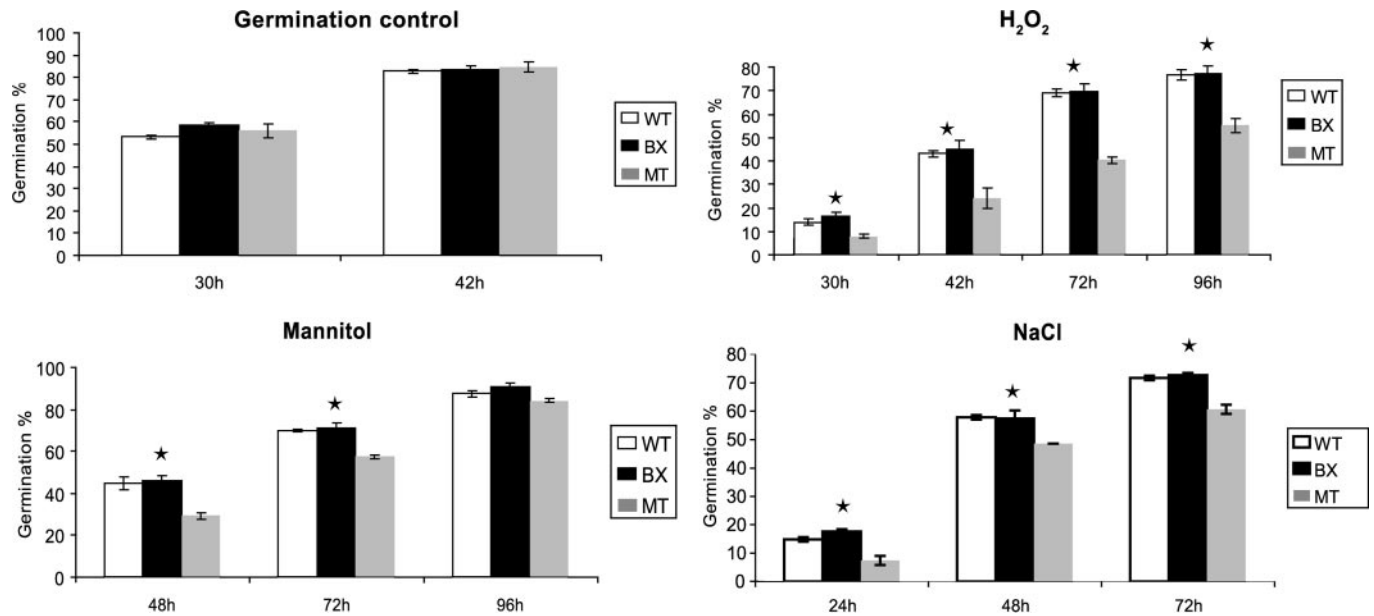 Germination control
Germination %
100
90
80
70
60
50
40
30
20
10
0
30h
42h
WT
BX
MT
H₂O₂
Germination %
80
70
60
50
40
30
20
10
0
★
★
★
★
30h
42h
72h
96h
WT
BX
MT
Mannitol
Germination %
100
80
60
40
20
0
★
★
48h
72h
96h
WT
BX
MT
NaCl
Germination %
80
70
60
50
40
30
20
10
0
★
★
★
24h
48h
72h
WT
BX
MT